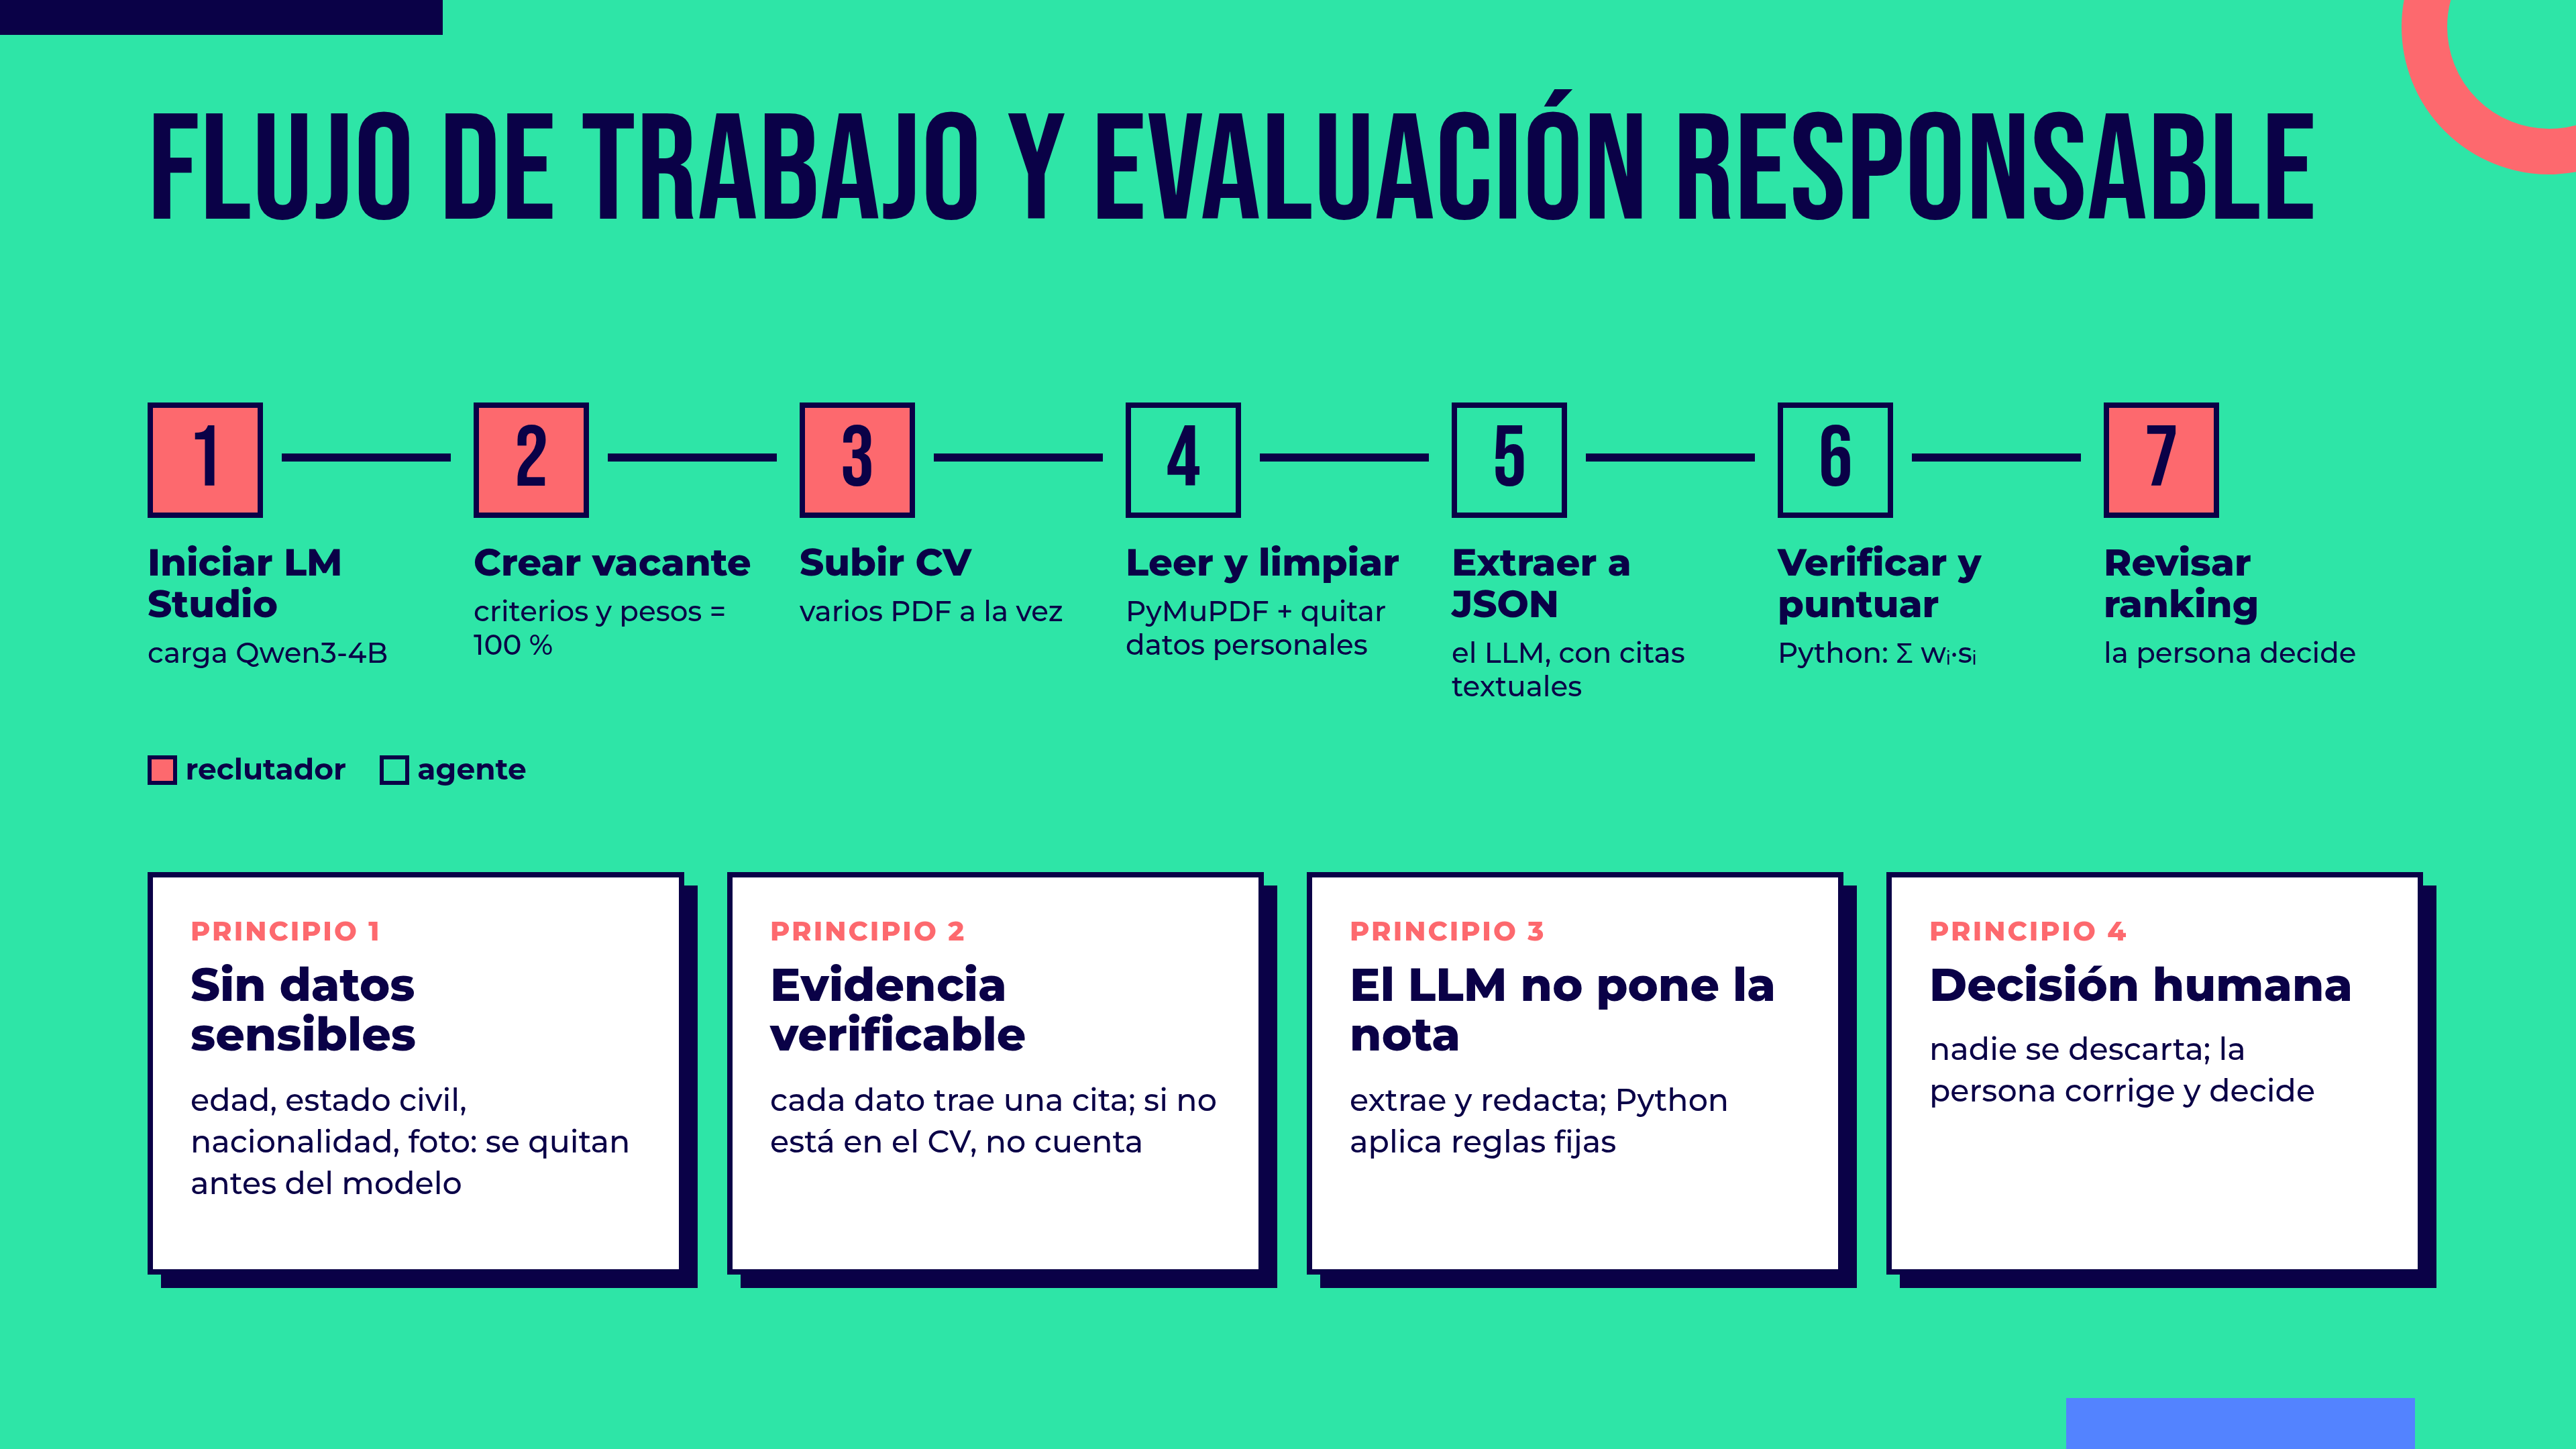 FLUJO DE TRABAJO Y EVALUACIÓN RESPONSABLE
1
Iniciar LM
Studio
carga Qwen3-4B
2
Crear vacante
criterios y pesos =
100 %
3
Subir CV
varios PDF a la vez
4
Leer y limpiar
PyMuPDF + quitar
datos personales
5
Extraer a
JSON
el LLM, con citas
textuales
6
Verificar y
puntuar
Python: Σ wᵢ·sᵢ
7
Revisar
ranking
la persona decide
reclutador
agente
PRINCIPIO 1
Sin datos
sensibles
edad, estado civil,
nacionalidad, foto: se quitan
antes del modelo
PRINCIPIO 2
Evidencia
verificable
cada dato trae una cita; si no
está en el CV, no cuenta
PRINCIPIO 3
El LLM no pone la
nota
extrae y redacta; Python
aplica reglas fijas
PRINCIPIO 4
Decisión humana
nadie se descarta; la
persona corrige y decide